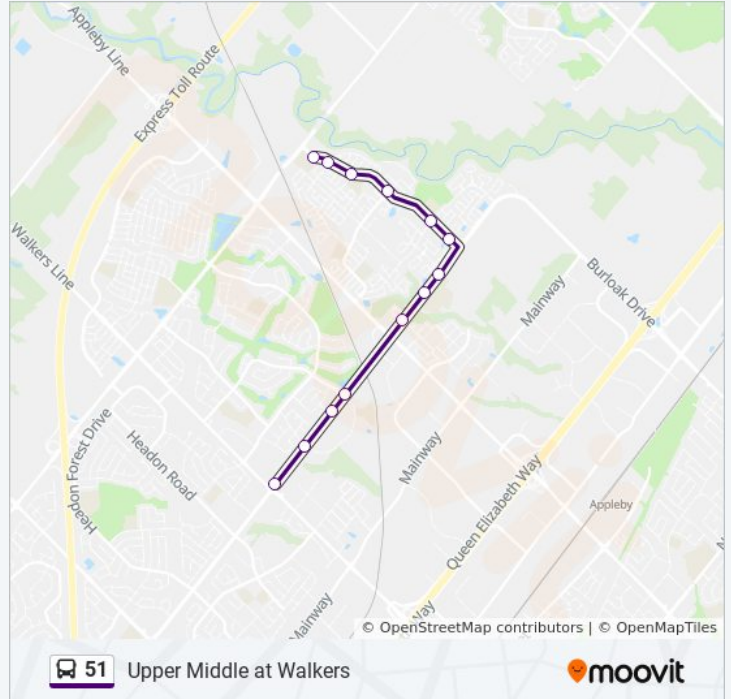 Appleby Line
Express Toll Route
Walkers Line
Burloak Drive
Mainway
Headon Forest Drive
Headon Road
Mainway
Queen Elizabeth Way
Appleby
Mainway
Way
© OpenStreetMap contributors | © OpenMapTiles
51 Upper Middle at Walkers
moovit